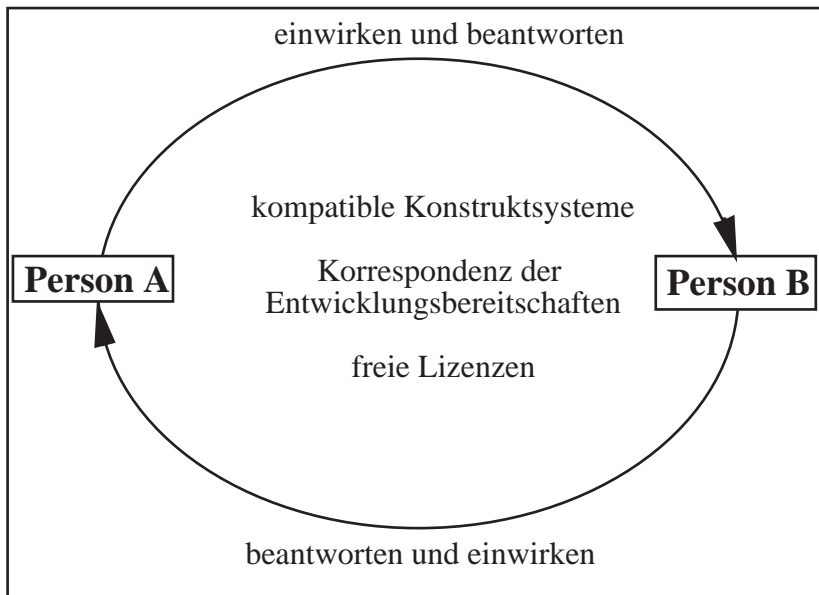 einwirken und beantworten
kompatible Konstruktsysteme
Person A
Korrespondenz der
Entwicklungsbereitschaften
Person B
freie Lizenzen
beantworten und einwirken